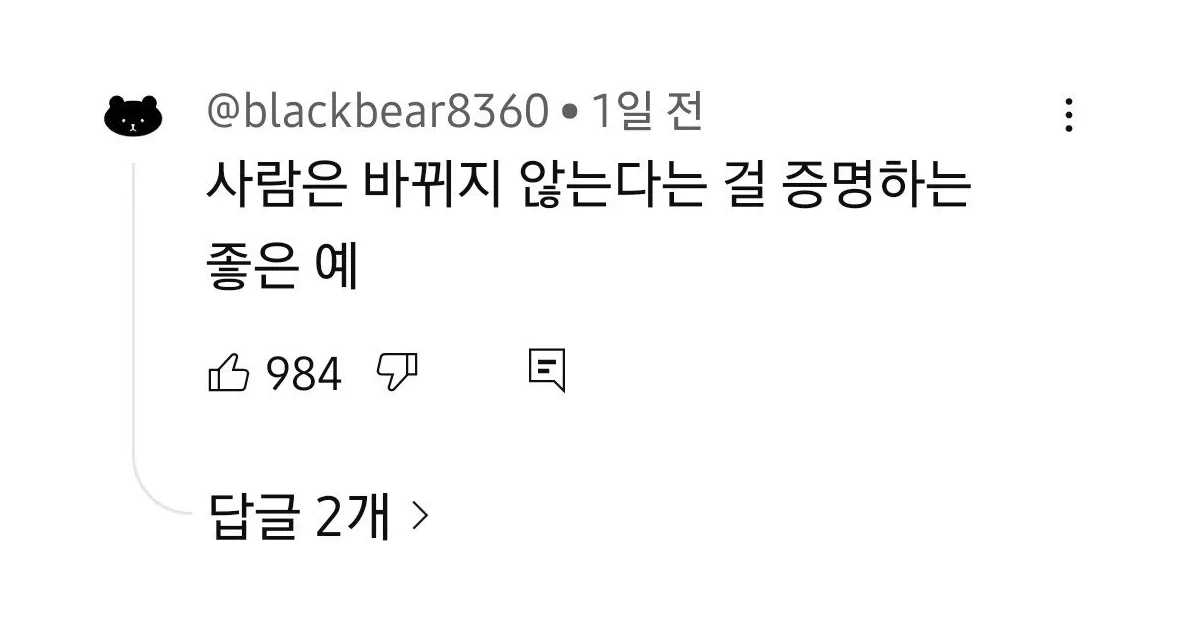 @blackbear8360 • 1일 전
사람은 바뀌지 않는다는 걸 증명하는
좋은 예
984
답글 2개 >